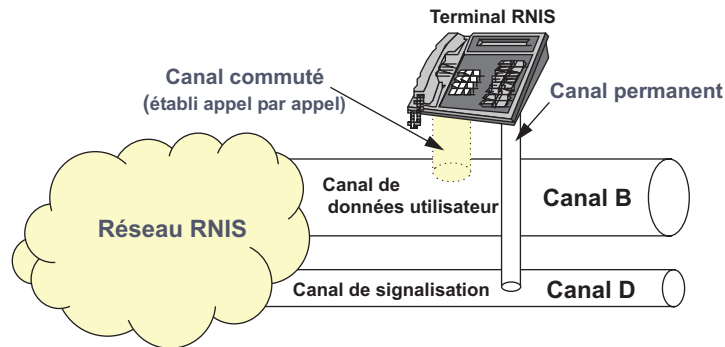 Terminal RNIS
Canal commuté
(établi appel par appel)
Canal permanent
Canal de
données utilisateur
Canal B
Réseau RNIS
Canal de signalisation
Canal D